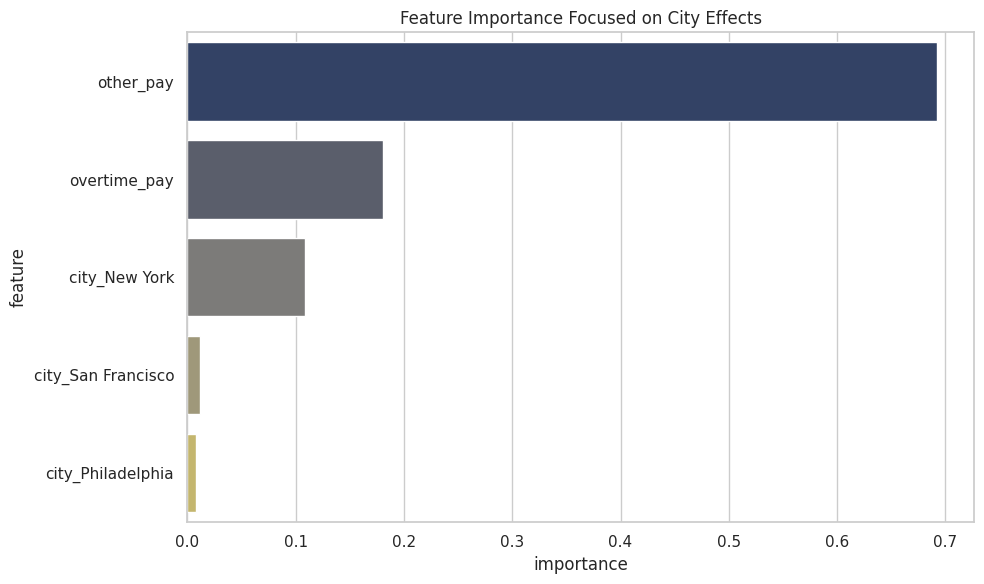 Feature Importance Focused on City Effects
other_pay
overtime_pay
city_New York
city_San Francisco
city_Philadelphia
feature
0.0 0.1 0.2 0.3 0.4 0.5 0.6 0.7
importance